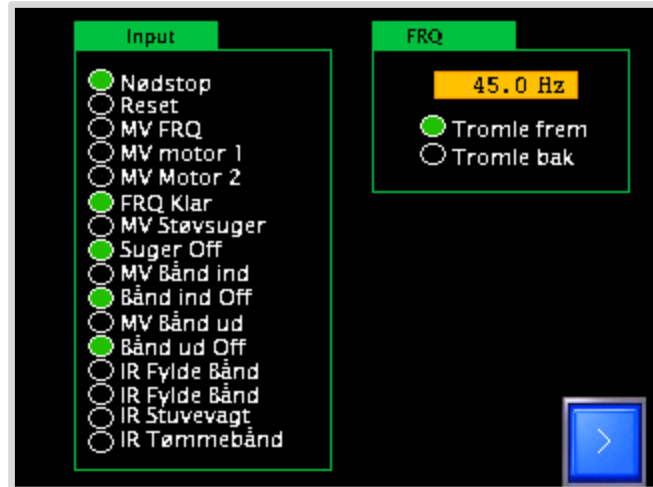 Input
Nødstop
Reset
MV FRQ
MV motor 1
MV Motor 2
FRQ Klar
MV Støvsuger
Suger Off
MV Bånd ind
Bånd ind Off
MV Bånd ud
Bånd ud Off
IR Fylde Bånd
IR Fylde Bånd
IR Stuvevagt
IR Tømmebånd
FRQ
45.0 Hz
Tromle frem
Tromle bak
>